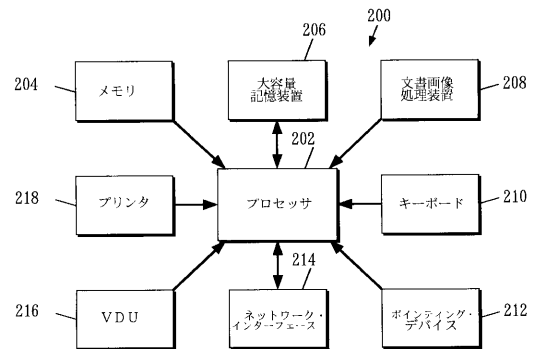 206
200
204
メモリ
大容量
記憶装置
文書画像
処理装置
208
202
218
プリンタ
プロセッサ
キーボード
210
214
216
VDU
ネットワーク・
インターフェース
ポインティング・
デバイス
212